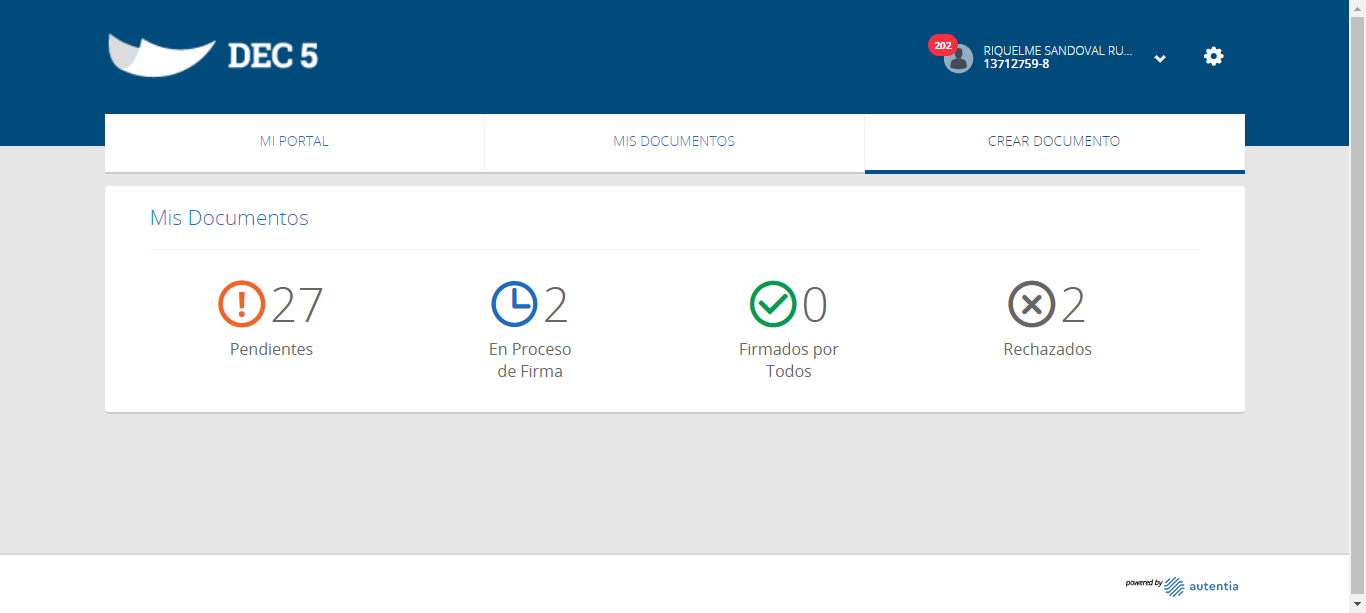 DEC 5
202
RIQUELME SANDOVAL RU...
13712759-8
MI PORTAL
MIS DOCUMENTOS
CREAR DOCUMENTO
Mis Documentos
27
Pendientes
2
En Proceso
de Firma
0
Firmados por
Todos
2
Rechazados
powered by autentia